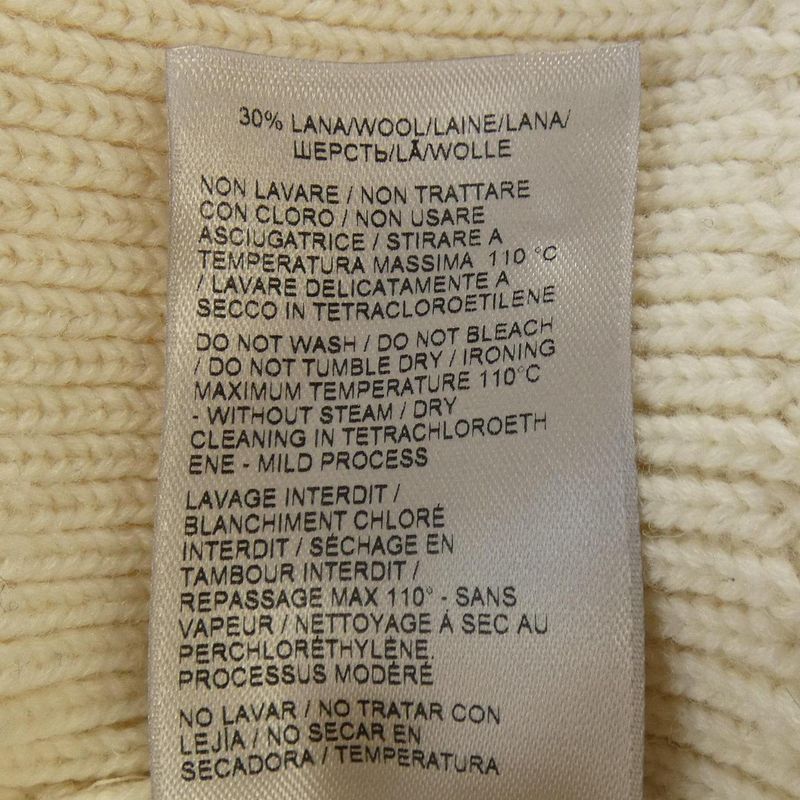 30% LANA/WOOL/LAINE/LANA/
ШЕРСТЬ/LÃ/WOLLE
NON LAVARE / NON TRATTARE
CON CLORO / NON USARE
ASCIUGATRICE / STIRARE A
TEMPERATURA MASSIMA 110 °C
/ LAVARE DELICATAMENTE A
SECCO IN TETRACLOROETILENE
DO NOT WASH / DO NOT BLEACH
/ DO NOT TUMBLE DRY / IRONING
MAXIMUM TEMPERATURE 110°C
- WITHOUT STEAM / DRY
CLEANING IN TETRACHLOROETH
ENE - MILD PROCESS
LAVAGE INTERDIT /
BLANCHIMENT CHLORÉ
INTERDIT / SÉCHAGE EN
TAMBOUR INTERDIT /
REPASSAGE MAX 110° - SANS
VAPEUR / NETTOYAGE À SEC AU
PERCHLORÉTHYLÈNE.
PROCESSUS MODÉRÉ
NO LAVAR / NO TRATAR CON
LEJÍA / NO SECAR EN
SECADORA / TEMPERATURA